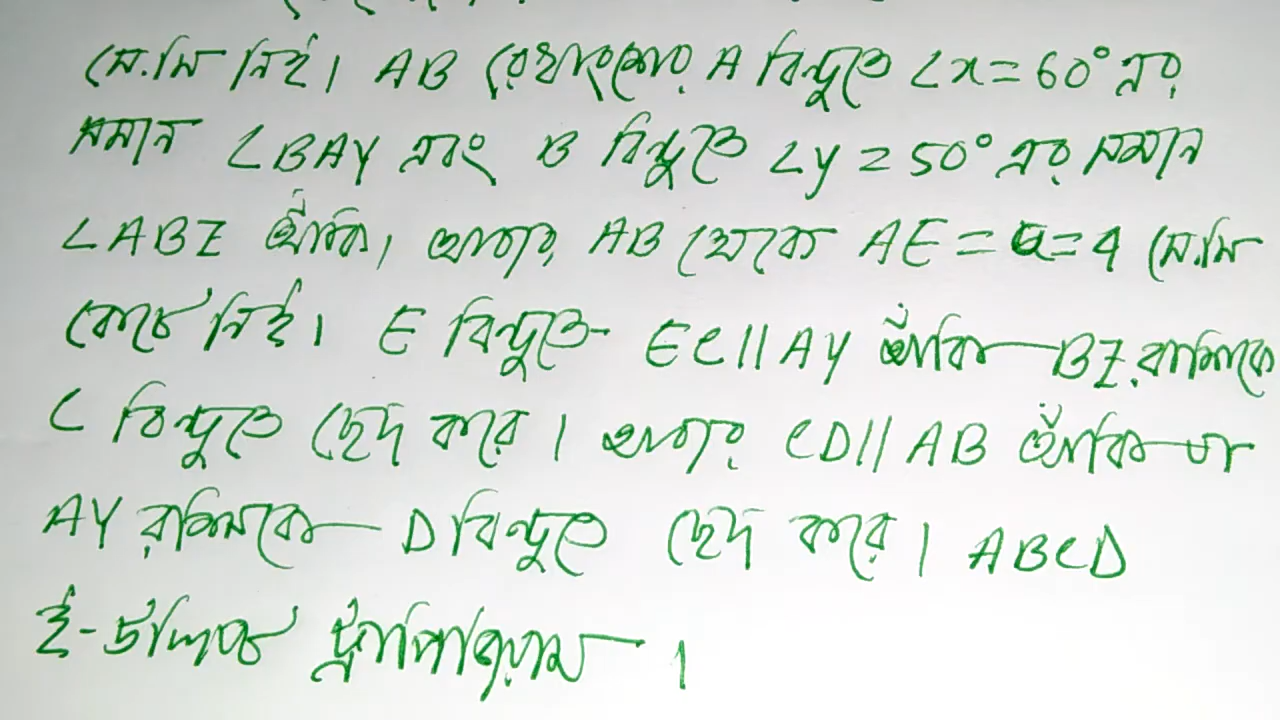 সে.মি নিই। AB রেখাংশের A বিন্দুতে ∠x = 60° এর
সমান ∠BAY এবং B বিন্দুতে ∠y = 50° এর সমান
∠ABZ আঁকি। আবার AB থেকে AE = a = 4 সে.মি
কেটে নিই। E বিন্দুতে EC || AY আঁকি BZ রশ্মিকে
C বিন্দুতে ছেদ করে। আবার CD || AB আঁকি তা
AY রশ্মিকে D বিন্দুতে ছেদ করে। ABCD
ই-উদ্দিষ্ট ট্রাপিজিয়াম।